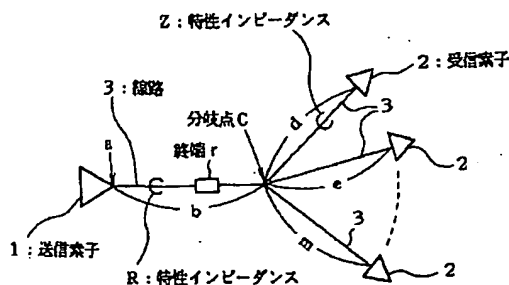 Z：特性インピーダンス
2：受信素子
3：線路
分岐点C
d
3
3
a
終端r
2
e
b
3
m
1：送信素子
2
R：特性インピーダンス